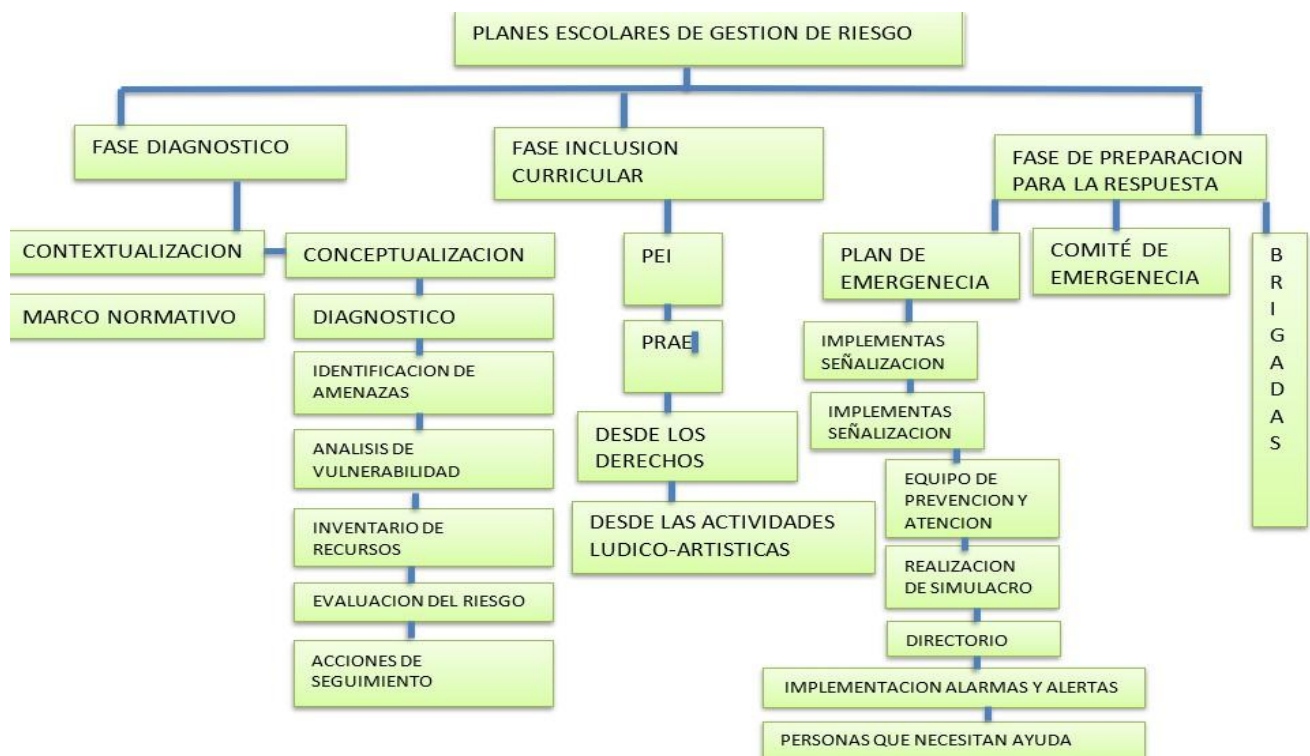 PLANES ESCOLARES DE GESTION DE RIESGO
FASE DIAGNOSTICO
FASE INCLUSION
CURRICULAR
FASE DE PREPARACION
PARA LA RESPUESTA
CONTEXTUALIZACION
MARCO NORMATIVO
CONCEPTUALIZACION
DIAGNOSTICO
IDENTIFICACION DE
AMENAZAS
ANALISIS DE
VULNERABILIDAD
INVENTARIO DE
RECURSOS
EVALUACION DEL RIESGO
ACCIONES DE
SEGUIMIENTO
PEI
PRAE
DESDE LOS
DERECHOS
DESDE LAS ACTIVIDADES
LUDICO-ARTISTICAS
PLAN DE
EMERGENECIA
IMPLEMENTAS
SEÑALIZACION
IMPLEMENTAS
SEÑALIZACION
EQUIPO DE
PREVENCION Y
ATENCION
REALIZACION
DE SIMULACRO
DIRECTORIO
IMPLEMENTACION ALARMAS Y ALERTAS
PERSONAS QUE NECESITAN AYUDA
COMITÉ DE
EMERGENECIA
B
R
I
G
A
D
A
S